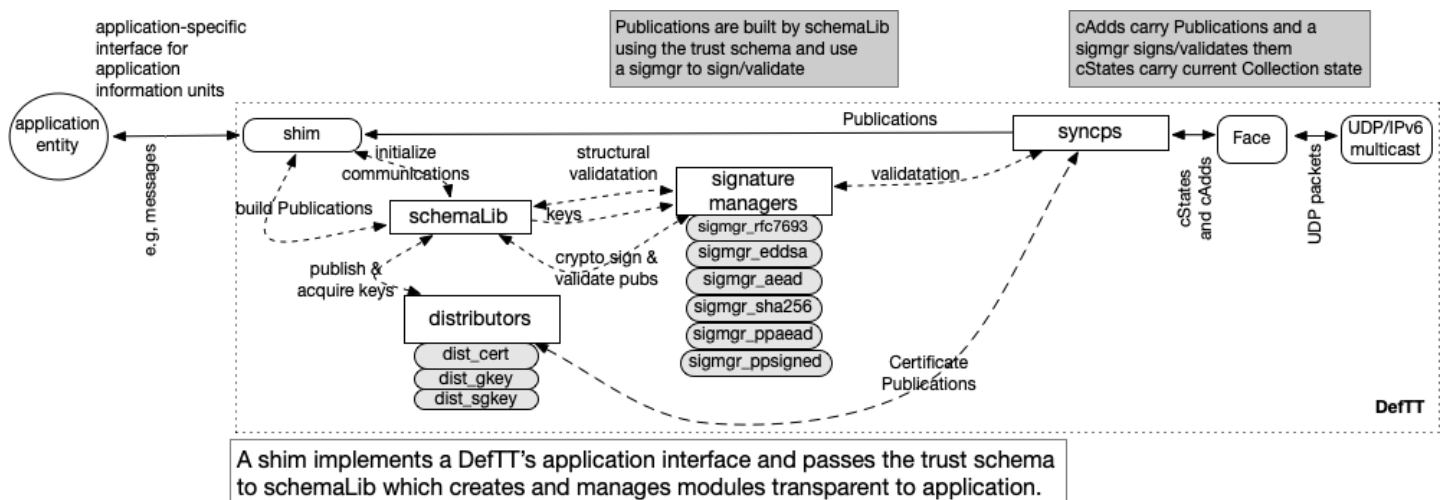 application-specific
interface for
application
information units
Publications are built by schemaLib
using the trust schema and use
a sigmgr to sign/validate
cAdds carry Publications and a
sigmgr signs/validates them
cStates carry current Collection state
application
entity
e.g, messages
shim
Publications
syncps
Face
UDP/IPv6
multicast
cStates
and cAdds
UDP packets
initialize
communications
structural
validatation
signature
managers
validatation
build Publications
schemaLib
keys
sigmgr_rfc7693
sigmgr_eddsa
sigmgr_aead
sigmgr_sha256
sigmgr_ppaead
sigmgr_ppsigned
crypto sign &
validate pubs
publish &
acquire keys
distributors
dist_cert
dist_gkey
dist_sgkey
Certificate
Publications
DefTT
A shim implements a DefTT's application interface and passes the trust schema
to schemaLib which creates and manages modules transparent to application.